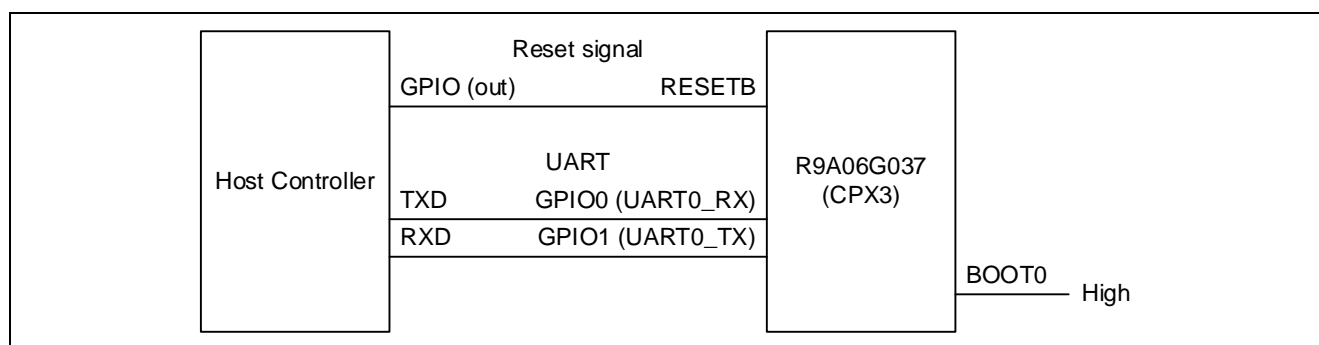 Reset signal
GPIO (out) RESETB
UART
Host Controller
R9A06G037
(CPX3)
TXD GPIO0 (UART0_RX)
RXD GPIO1 (UART0_TX)
BOOT0
High